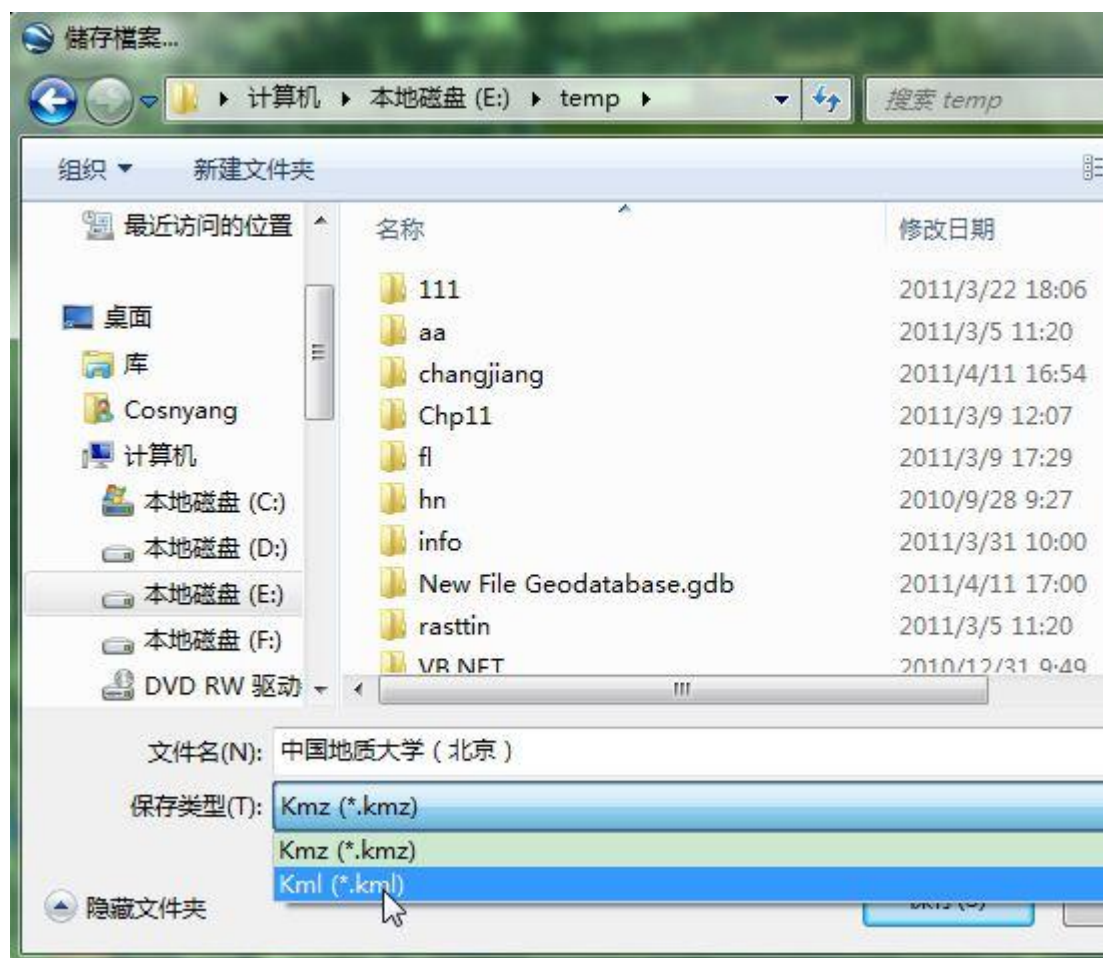 儲存檔案...
计算机 ▸ 本地磁盘 (E:) ▸ temp ▸
搜索 temp
组织 ▼ 新建文件夹
最近访问的位置
桌面
库
Cosnyang
计算机
本地磁盘 (C:)
本地磁盘 (D:)
本地磁盘 (E:)
本地磁盘 (F:)
DVD RW 驱动
名称 修改日期
111 2011/3/22 18:06
aa 2011/3/5 11:20
changjiang 2011/4/11 16:54
Chp11 2011/3/9 12:07
fl 2011/3/9 17:29
hn 2010/9/28 9:27
info 2011/3/31 10:00
New File Geodatabase.gdb 2011/4/11 17:00
rasttin 2011/3/5 11:20
VB.NET 2010/12/31 9:49
文件名(N): 中国地质大学（北京）
保存类型(T): Kmz (*.kmz)
Kmz (*.kmz)
Kml (*.kml)
隐藏文件夹